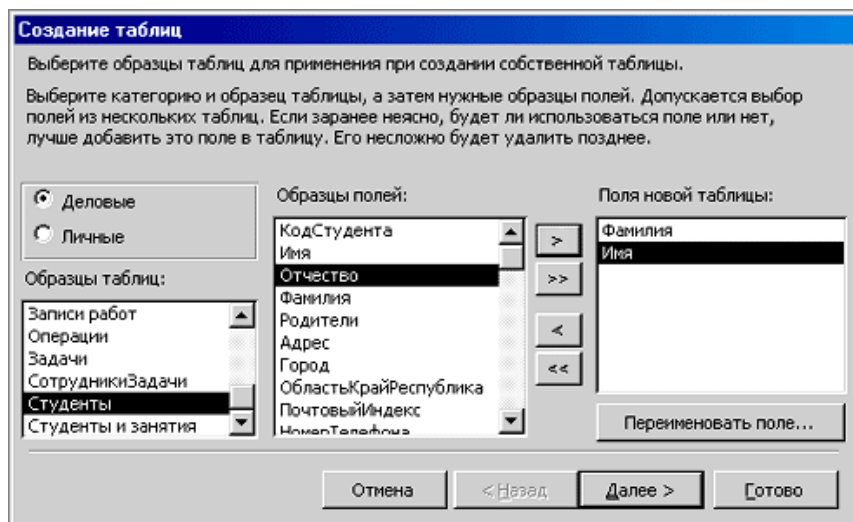 Создание таблиц
Выберите образцы таблиц для применения при создании собственной таблицы.
Выберите категорию и образец таблицы, а затем нужные образцы полей. Допускается выбор
полей из нескольких таблиц. Если заранее неясно, будет ли использоваться поле или нет,
лучше добавить это поле в таблицу. Его несложно будет удалить позднее.
Деловые
Личные
Образцы таблиц:
Записи работ
Операции
Задачи
СотрудникиЗадачи
Студенты
Студенты и занятия
Образцы полей:
КодСтудента
Имя
Отчество
Фамилия
Родители
Адрес
Город
ОбластьКрайРеспублика
ПочтовыйИндекс
НомерТелефона
>
>>
<
<<
Поля новой таблицы:
Фамилия
Имя
Переименовать поле...
Отмена
< Назад
Далее >
Готово